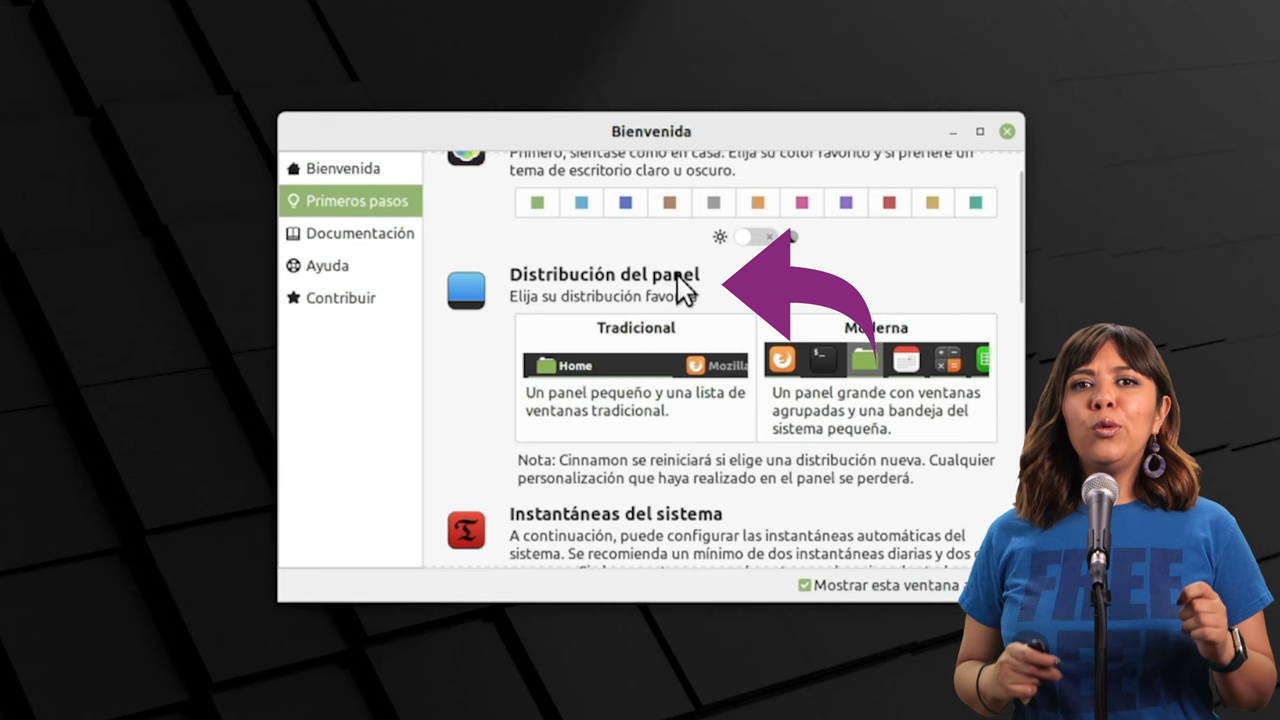 Bienvenida
Bienvenida
Primeros pasos
Documentación
Ayuda
Contribuir
Primero, siéntase como en casa. Elija su color favorito y si prefiere un
tema de escritorio claro u oscuro.
Distribución del panel
Elija su distribución
Tradicional
Moderna
Home
Mozilla
Un panel pequeño y una lista de
ventanas tradicional.
Un panel grande con ventanas
agrupadas y una bandeja del
sistema pequeña.
Nota: Cinnamon se reiniciará si elige una distribución nueva. Cualquier
personalización que haya realizado en el panel se perderá.
Instantáneas del sistema
A continuación, puede configurar las instantáneas automáticas del
sistema. Se recomienda un mínimo de dos instantáneas diarias y dos
Mostrar esta ventana
FREE